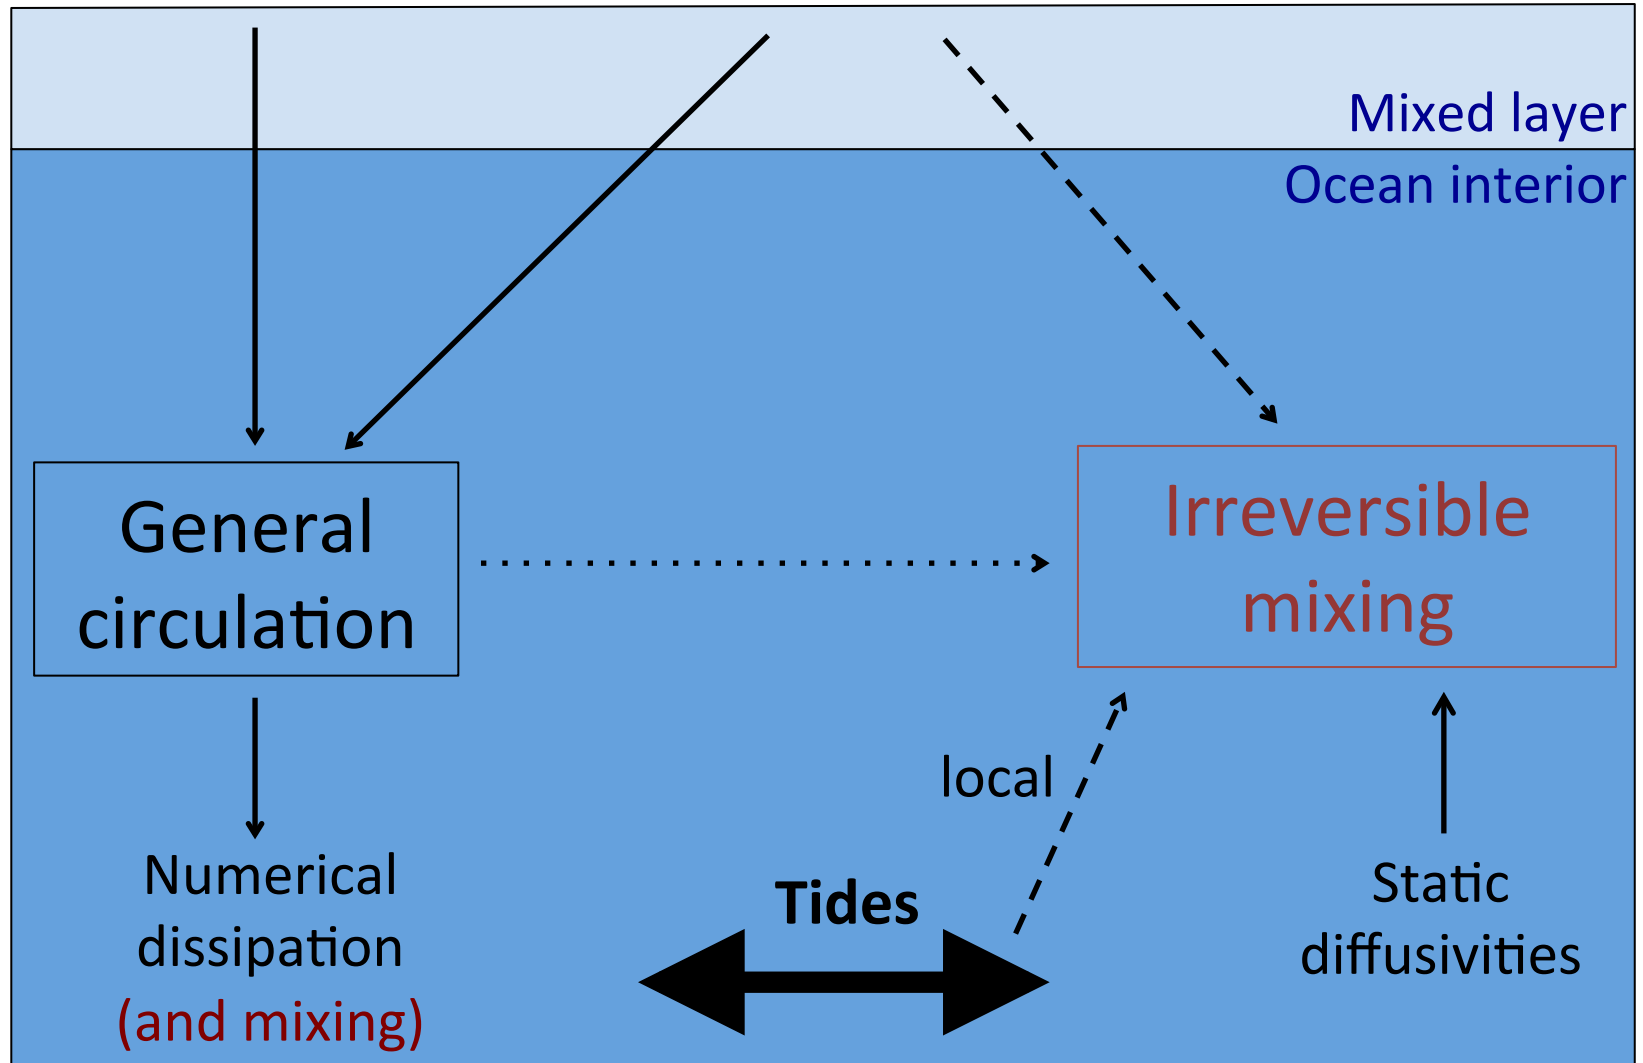 Mixed layer
Ocean interior
General
circulation
Irreversible
mixing
local
Numerical
dissipation
(and mixing)
Tides
Static
diffusivities